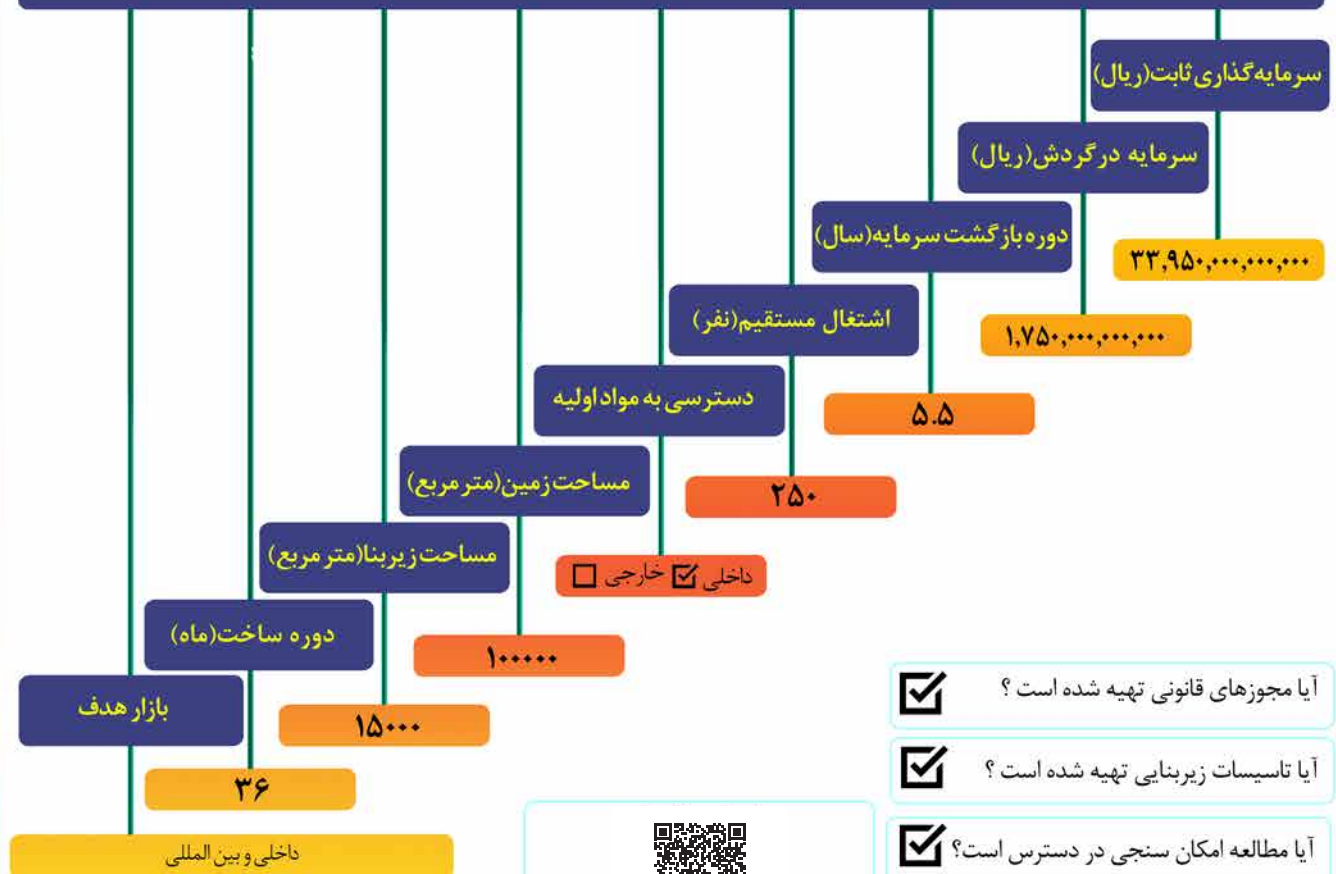 سرمایه‌گذاری ثابت(ریال)
۳۳,۹۵۰,۰۰۰,۰۰۰,۰۰۰
سرمایه در گردش(ریال)
۱,۷۵۰,۰۰۰,۰۰۰,۰۰۰
دوره بازگشت سرمایه(سال)
۵.۵
اشتغال مستقیم(نفر)
۲۵۰
دسترسی به مواد اولیه
داخلی ☑ خارجی ☐
مساحت زمین(متر مربع)
۱۰۰۰۰۰
مساحت زیربنا(متر مربع)
۱۵۰۰۰
دوره ساخت(ماه)
۳۶
بازار هدف
داخلی و بین المللی
آیا مجوزهای قانونی تهیه شده است ؟ ☑
آیا تاسیسات زیربنایی تهیه شده است ؟ ☑
آیا مطالعه امکان سنجی در دسترس است؟ ☑